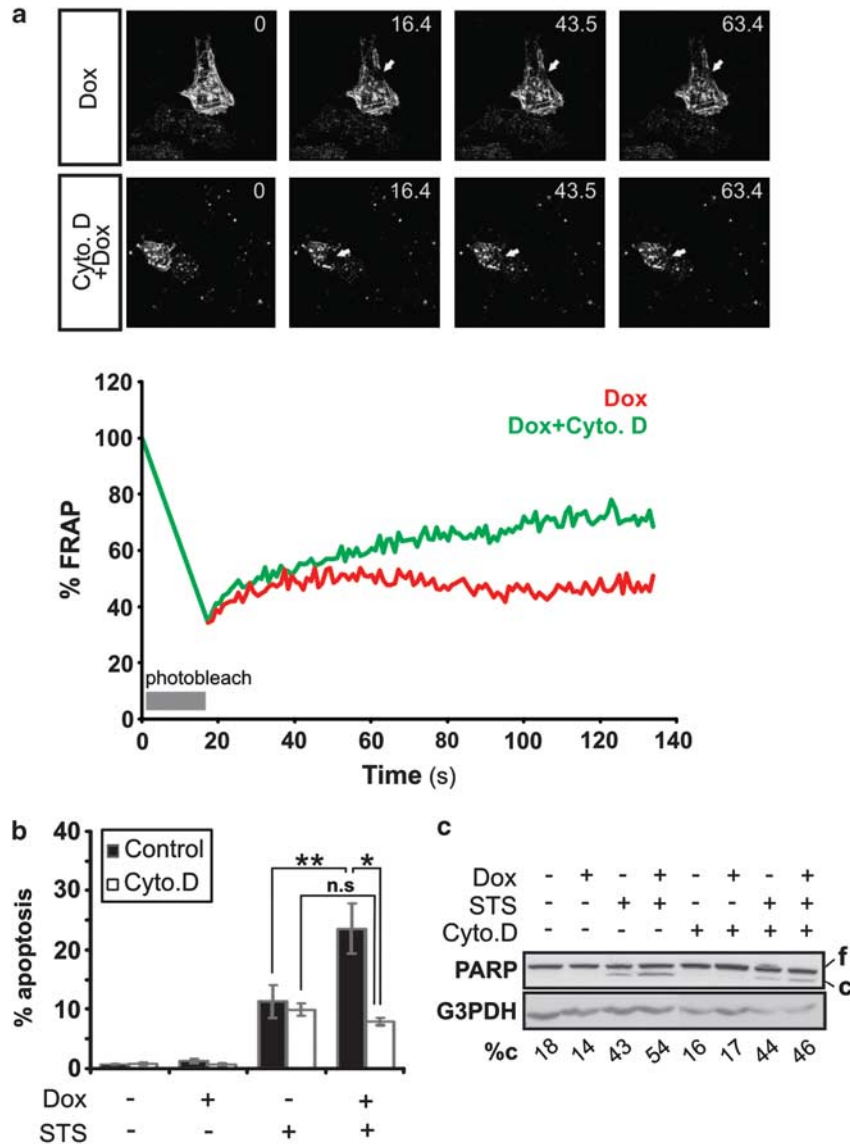 a
Dox
0
16.4
43.5
63.4
Cyto. D
+Dox
0
16.4
43.5
63.4
% FRAP
120
100
80
60
40
20
0
Dox
Dox+Cyto. D
photobleach
0 20 40 60 80 100 120 140
Time (s)
b
% apoptosis
40
30
20
10
0
Control
Cyto.D
** *
n.s
Dox - + - +
STS - - + +
c
Dox - + - + - + - +
STS - - + + - - + +
Cyto.D - - - - + + + +
PARP
f
c
G3PDH
%c 18 14 43 54 16 17 44 46